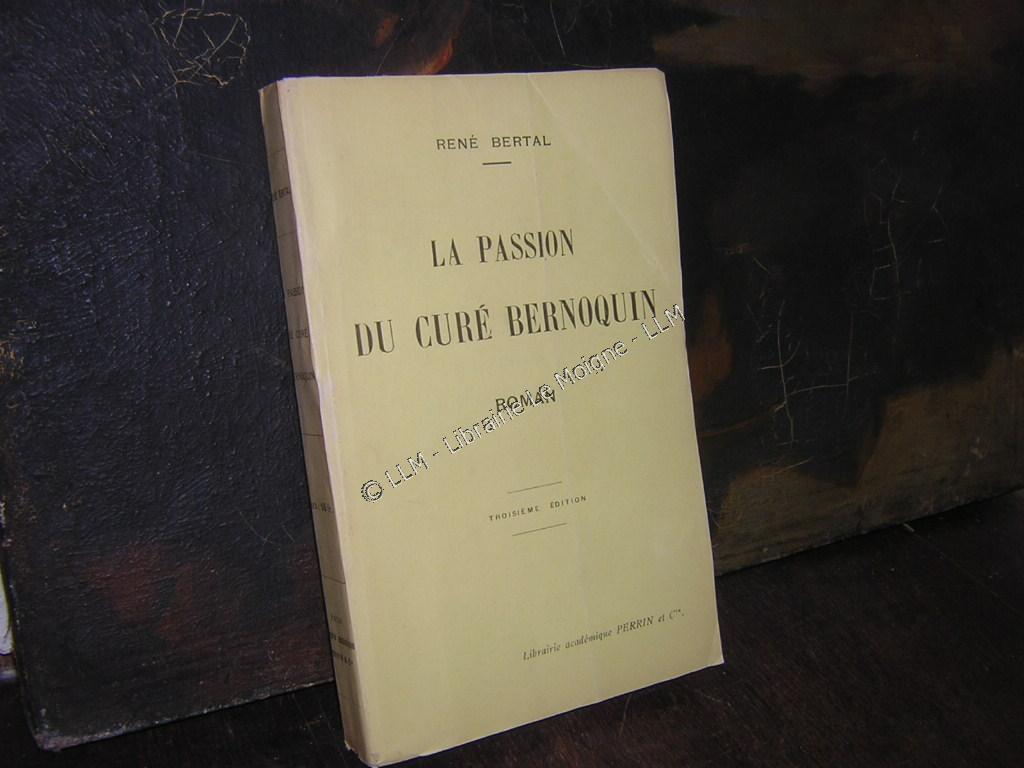 RENÉ BERTAL
LA PASSION
DU CURÉ BERNOQUIN
ROMAN
TROISIÈME ÉDITION
Librairie académique PERRIN et Cie.
© LLM - Librairie Le Moigne - LLM